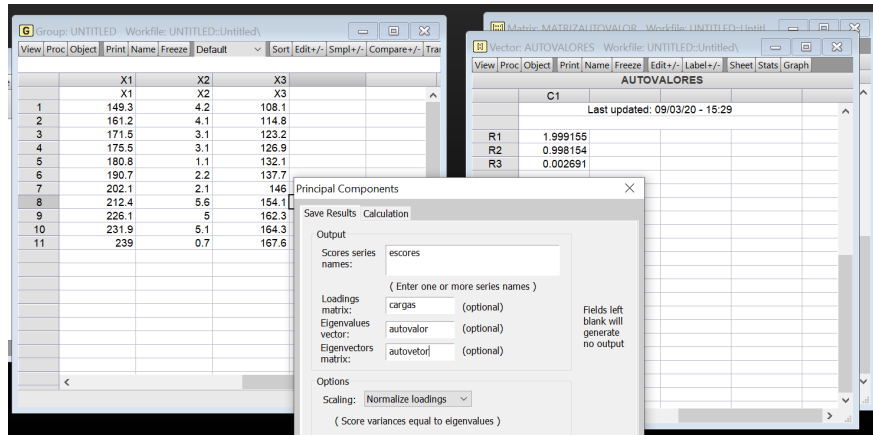 Group: UNTITLED Workfile: UNTITLED::Untitled\
View Proc Object Print Name Freeze Default Sort Edit+/- Smpl+/- Compare+/- Tra
X1 X2 X3
X1 X2 X3
1 149.3 4.2 108.1
2 161.2 4.1 114.8
3 171.5 3.1 123.2
4 175.5 3.1 126.9
5 180.8 1.1 132.1
6 190.7 2.2 137.7
7 202.1 2.1 146
8 212.4 5.6 154.1
9 226.1 5 162.3
10 231.9 5.1 164.3
11 239 0.7 167.6
Matrix: MATRIZAUTOVALOR Workfile: UNTITLED::Untitl
Vector: AUTOVALORES Workfile: UNTITLED::Untitled\
View Proc Object Print Name Freeze Edit+/- Label+/- Sheet Stats Graph
AUTOVALORES
C1
Last updated: 09/03/20 - 15:29
R1 1.999155
R2 0.998154
R3 0.002691
Principal Components
Save Results Calculation
Output
Scores series names: escores
( Enter one or more series names )
Loadings matrix: cargas (optional)
Eigenvalues vector: autovalor (optional)
Eigenvectors matrix: autovetor (optional)
Fields left
blank will
generate
no output
Options
Scaling: Normalize loadings
( Score variances equal to eigenvalues )